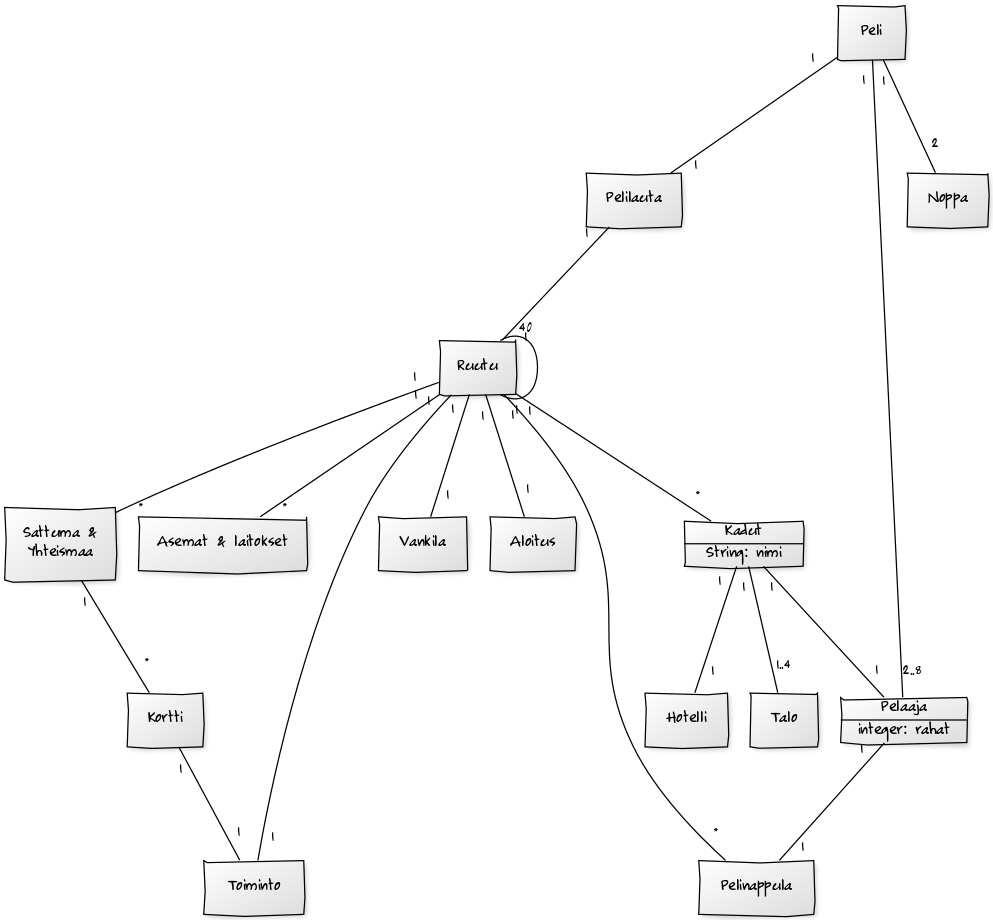 Peli
1
1
1
1
2
Pelilauta
Noppa
1
40
1
Ruutu
1
1
1
1
1
1
1
1
*
*
1
1
*
Sattuma &
Yhteismaa
Asemat & laitokset
Vankila
Aloitus
Kadut
String: nimi
1
1
1
1
*
1
1..4
1
2..8
Kortti
Hotelli
Talo
Pelaaja
integer: rahat
1
1
1
1
*
1
Toiminto
Pelinappula